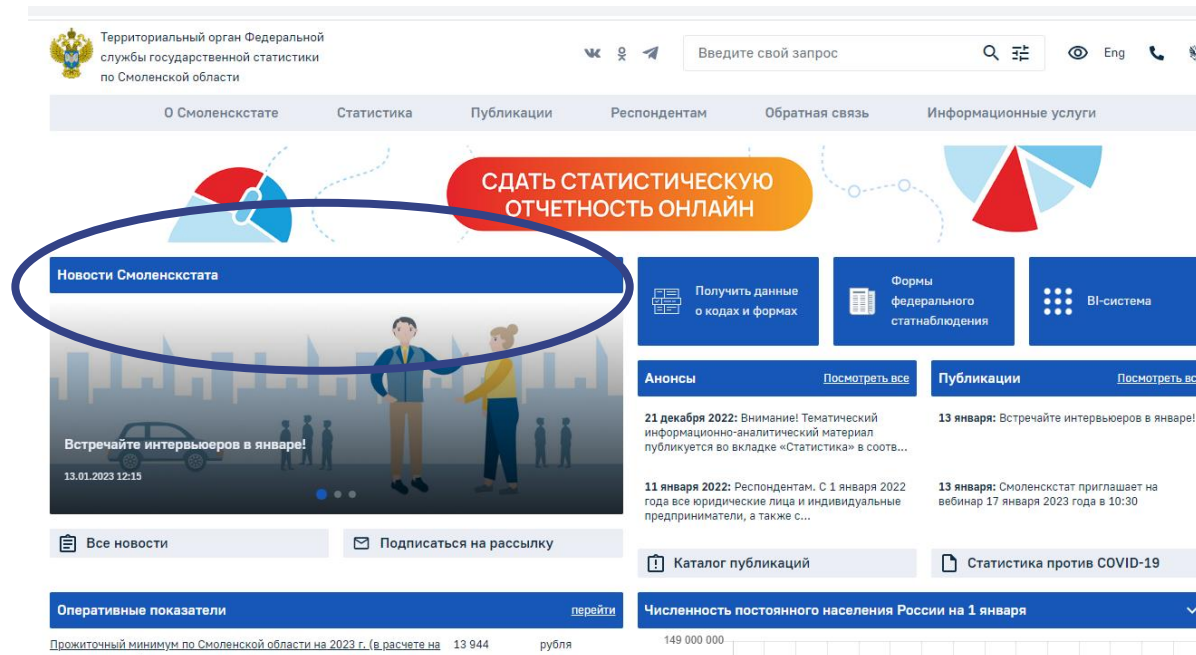 Территориальный орган Федеральной
службы государственной статистики
по Смоленской области
Введите свой запрос
Eng
О Смоленскстате Статистика Публикации Респондентам Обратная связь Информационные услуги
СДАТЬ СТАТИСТИЧЕСКУЮ
ОТЧЕТНОСТЬ ОНЛАЙН
Новости Смоленскстата
Встречайте интервьюеров в январе!
13.01.2023 12:15
Все новости
Подписаться на рассылку
Получить данные
о кодах и формах
Формы
федерального
статнаблюдения
BI-система
Анонсы Посмотреть все
21 декабря 2022: Внимание! Тематический
информационно-аналитический материал
публикуется во вкладке «Статистика» в соотв...
11 января 2022: Респондентам. С 1 января 2022
года все юридические лица и индивидуальные
предприниматели, а также с...
Публикации Посмотреть вс
13 января: Встречайте интервьюеров в январе!
13 января: Смоленскстат приглашает на
вебинар 17 января 2023 года в 10:30
Каталог публикаций
Статистика против COVID-19
Оперативные показатели перейти
Прожиточный минимум по Смоленской области на 2023 г. (в расчете на 13 944 рубля
Численность постоянного населения России на 1 января
149 000 000